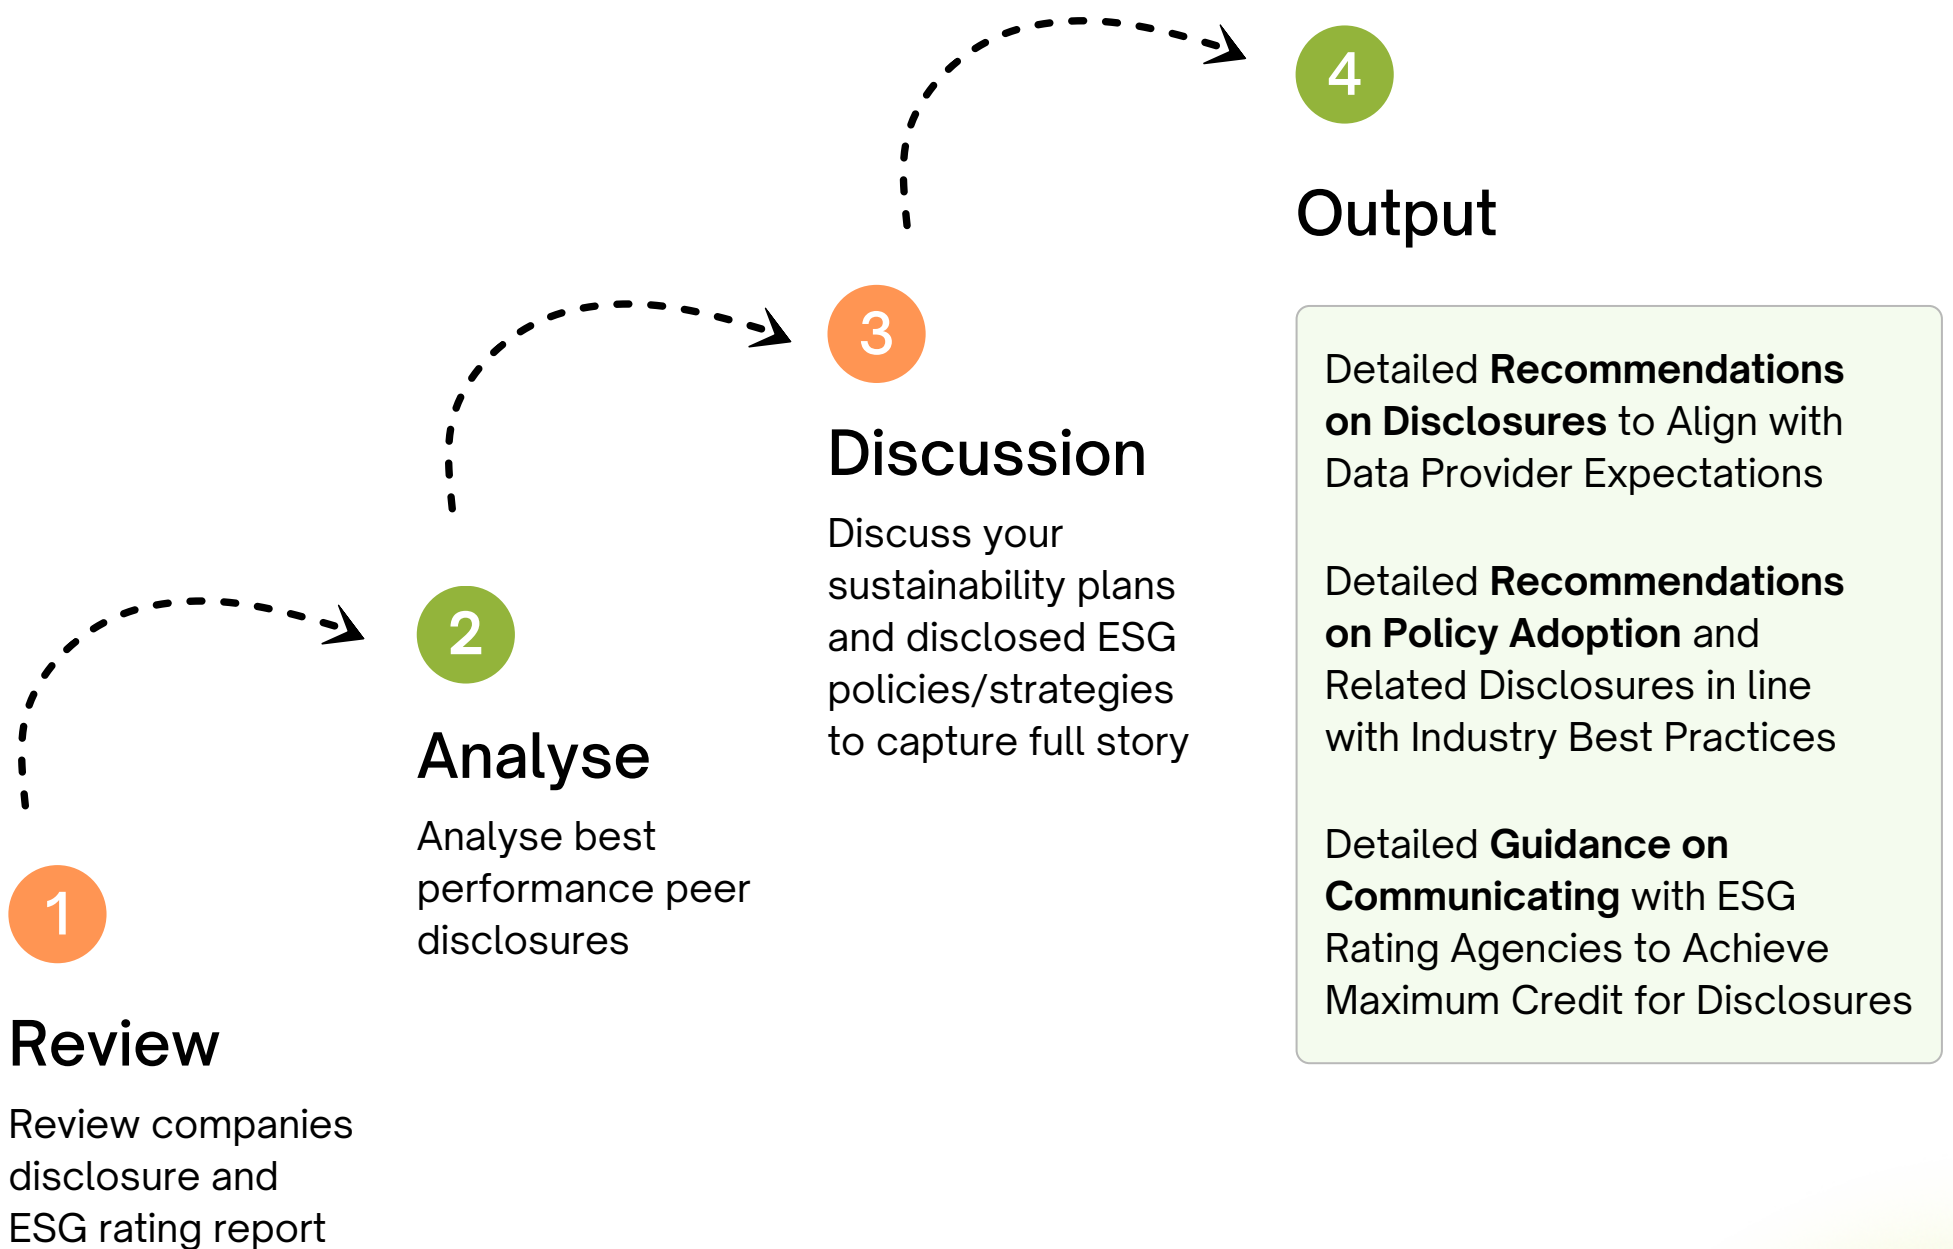 1
Review
Review companies
disclosure and
ESG rating report
2
Analyse
Analyse best
performance peer
disclosures
3
Discussion
Discuss your
sustainability plans
and disclosed ESG
policies/strategies
to capture full story
4
Output
Detailed Recommendations
on Disclosures to Align with
Data Provider Expectations
Detailed Recommendations
on Policy Adoption and
Related Disclosures in line
with Industry Best Practices
Detailed Guidance on
Communicating with ESG
Rating Agencies to Achieve
Maximum Credit for Disclosures